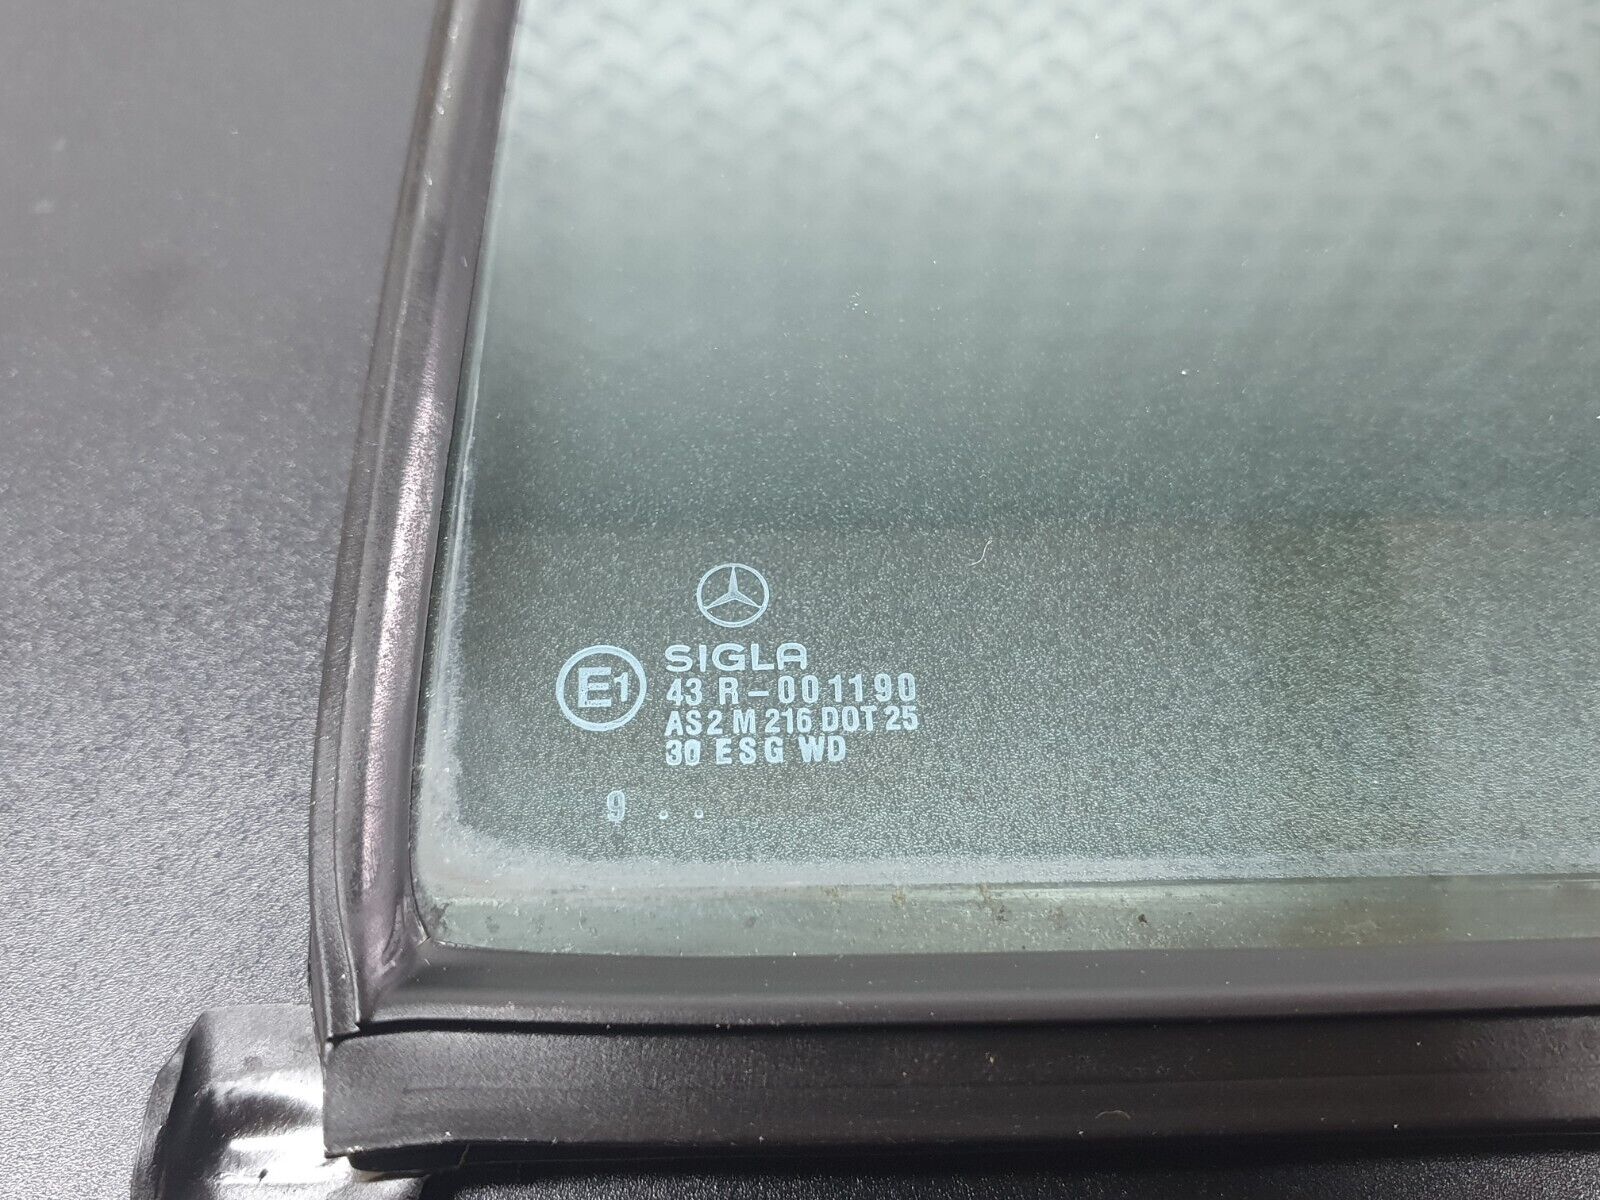 SIGLA
E1
43 R-001190
AS2 M 216 DOT 25
30 ESG WD
9 . .